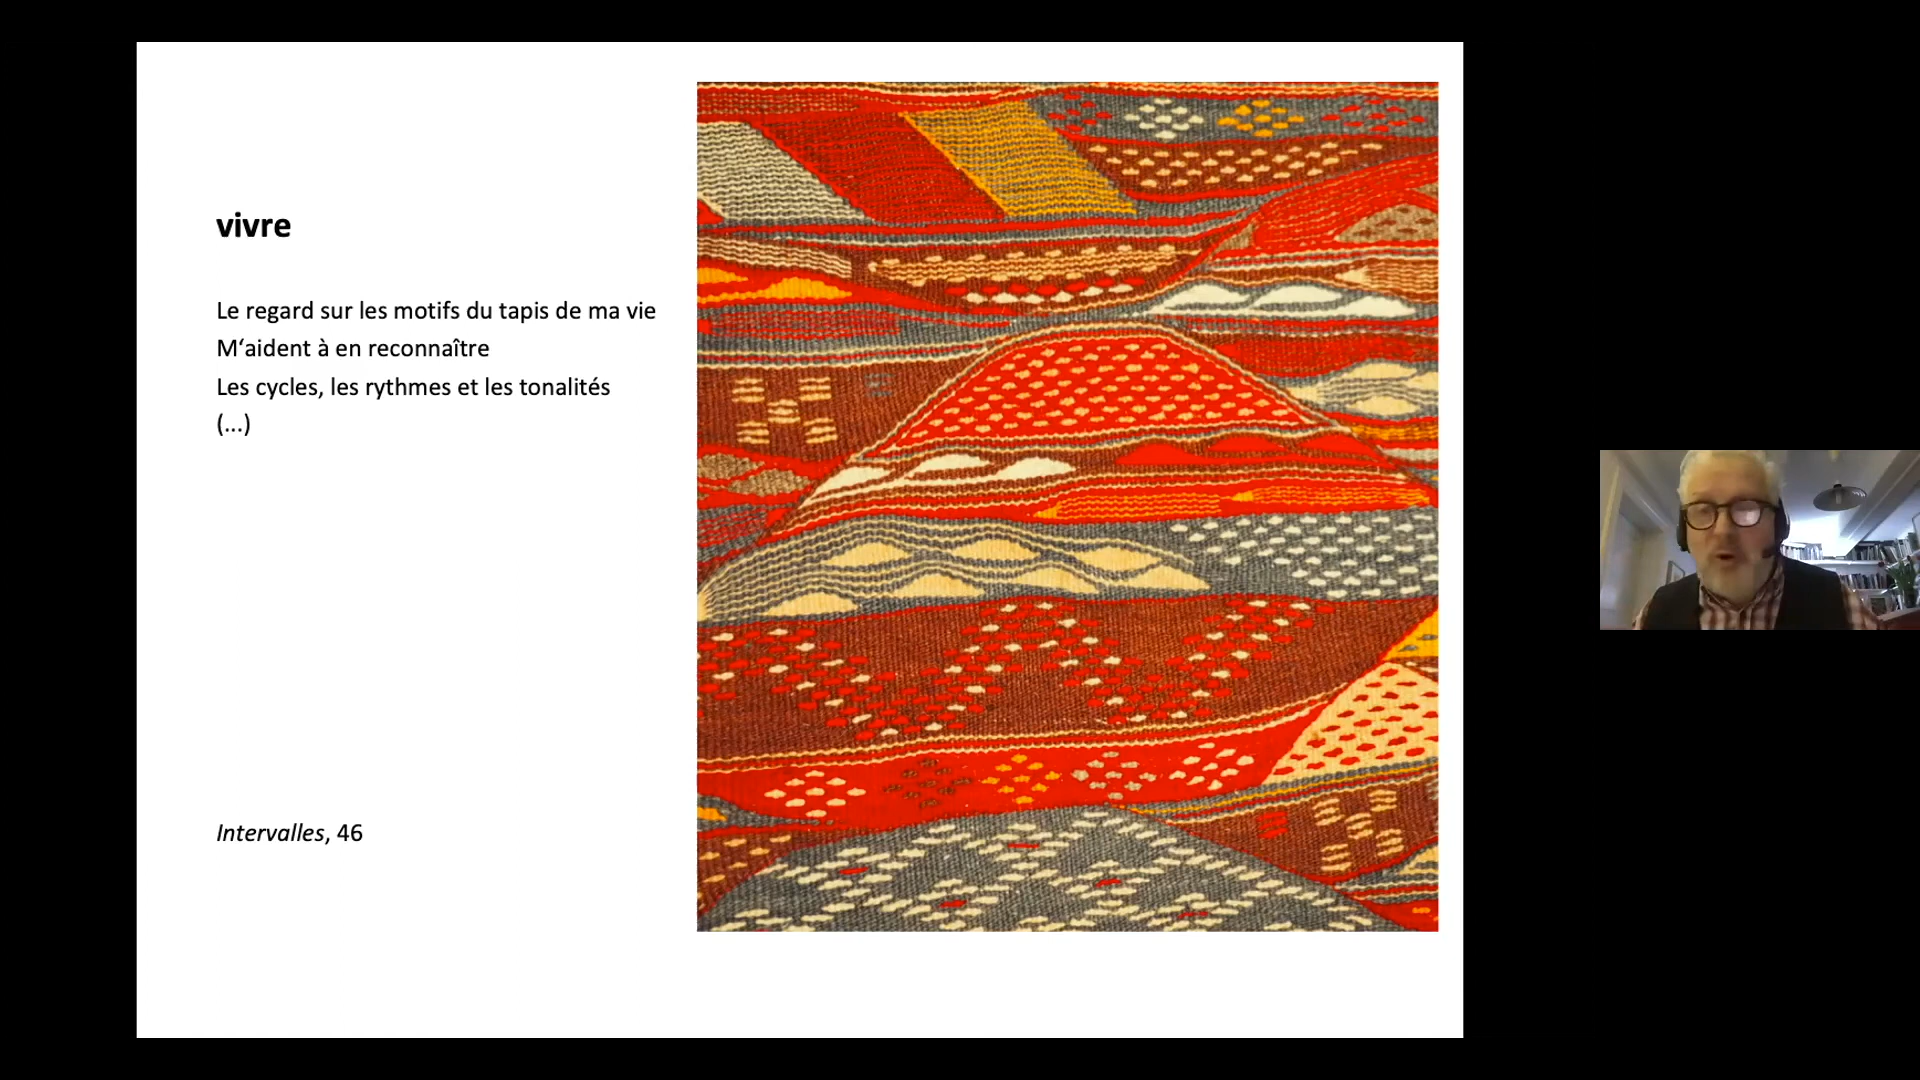 vivre
Le regard sur les motifs du tapis de ma vie
M‘aident à en reconnaître
Les cycles, les rythmes et les tonalités
(...)
Intervalles, 46